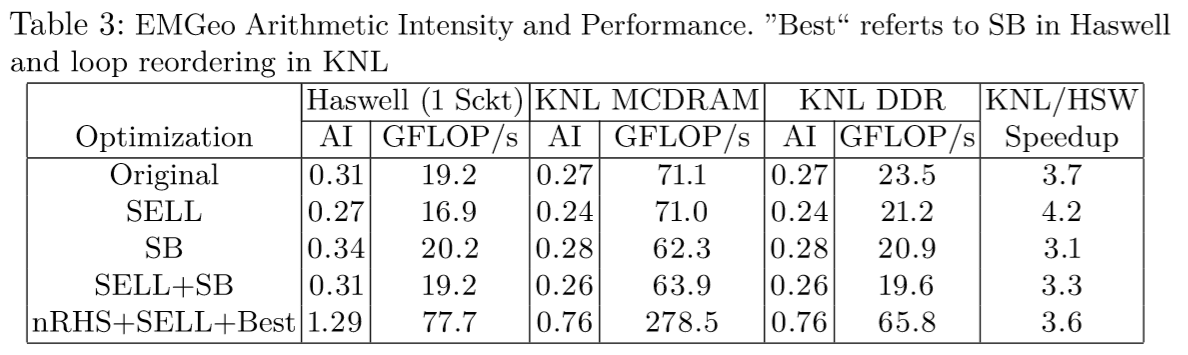 Table 3: EMGeo Arithmetic Intensity and Performance. ”Best“ referts to SB in Haswell
and loop reordering in KNL
Haswell (1 Sckt) KNL MCDRAM KNL DDR KNL/HSW
Optimization AI GFLOP/s AI GFLOP/s AI GFLOP/s Speedup
Original 0.31 19.2 0.27 71.1 0.27 23.5 3.7
SELL 0.27 16.9 0.24 71.0 0.24 21.2 4.2
SB 0.34 20.2 0.28 62.3 0.28 20.9 3.1
SELL+SB 0.31 19.2 0.26 63.9 0.26 19.6 3.3
nRHS+SELL+Best 1.29 77.7 0.76 278.5 0.76 65.8 3.6